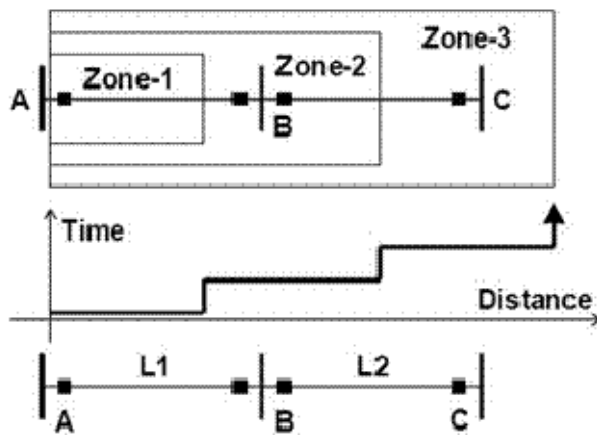 Zone-3
Zone-1 Zone-2
A C
B
Time
Distance
L1 L2
A B C